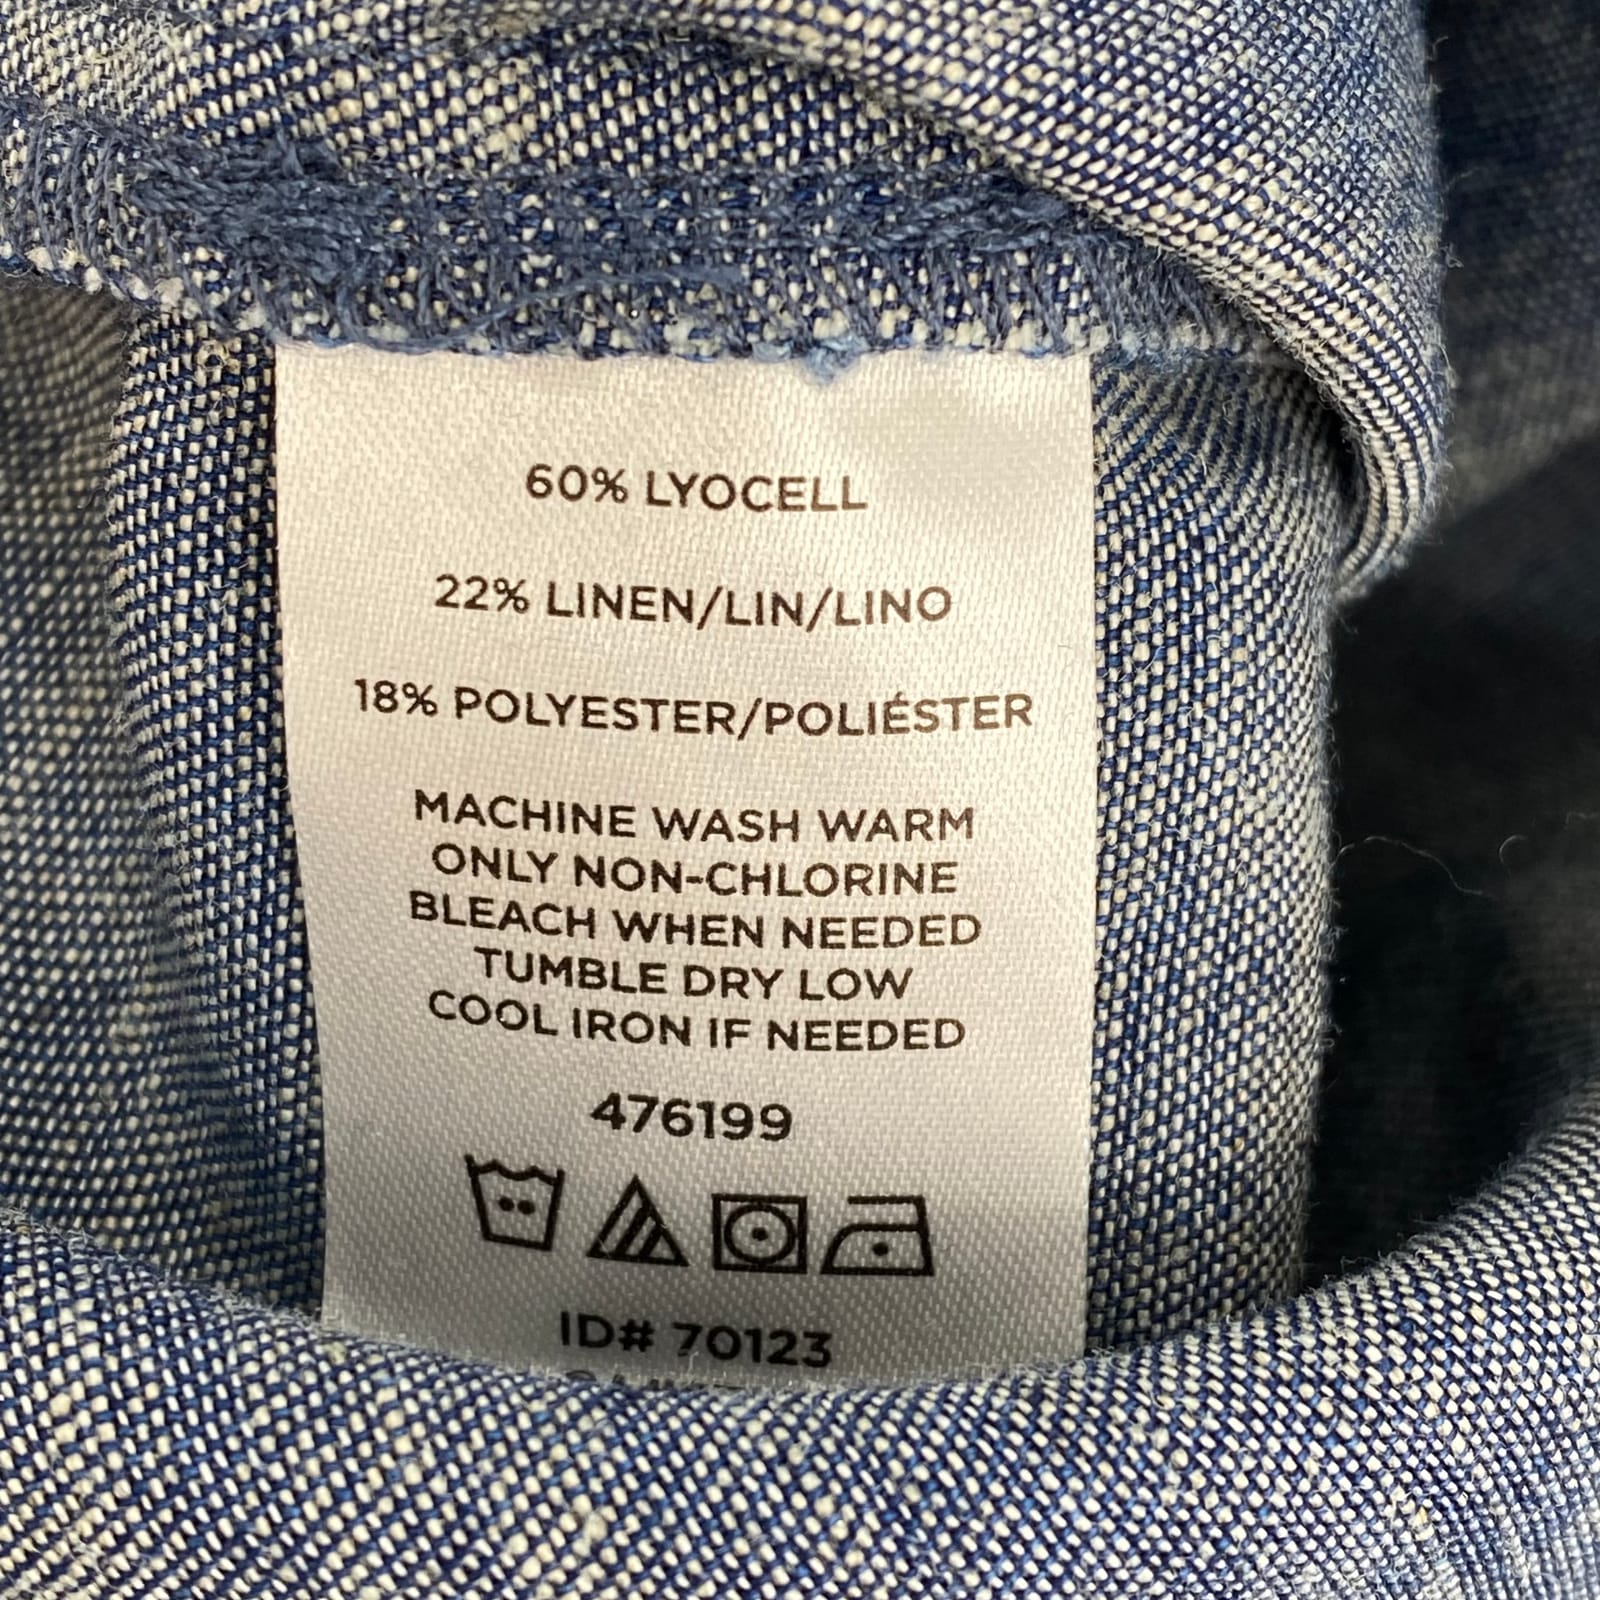 60% LYOCELL
22% LINEN/LIN/LINO
18% POLYESTER/POLIÉSTER
MACHINE WASH WARM
ONLY NON-CHLORINE
BLEACH WHEN NEEDED
TUMBLE DRY LOW
COOL IRON IF NEEDED
476199
ID# 70123